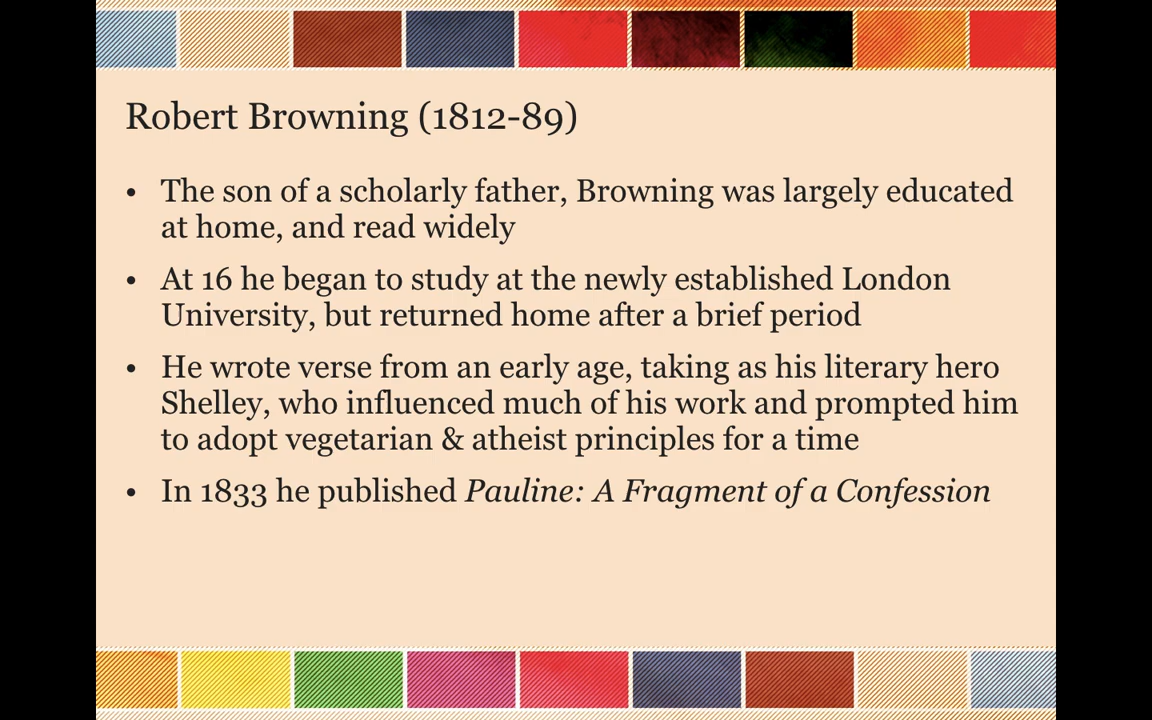 Robert Browning (1812-89)
• The son of a scholarly father, Browning was largely educated
at home, and read widely
• At 16 he began to study at the newly established London
University, but returned home after a brief period
• He wrote verse from an early age, taking as his literary hero
Shelley, who influenced much of his work and prompted him
to adopt vegetarian & atheist principles for a time
• In 1833 he published Pauline: A Fragment of a Confession